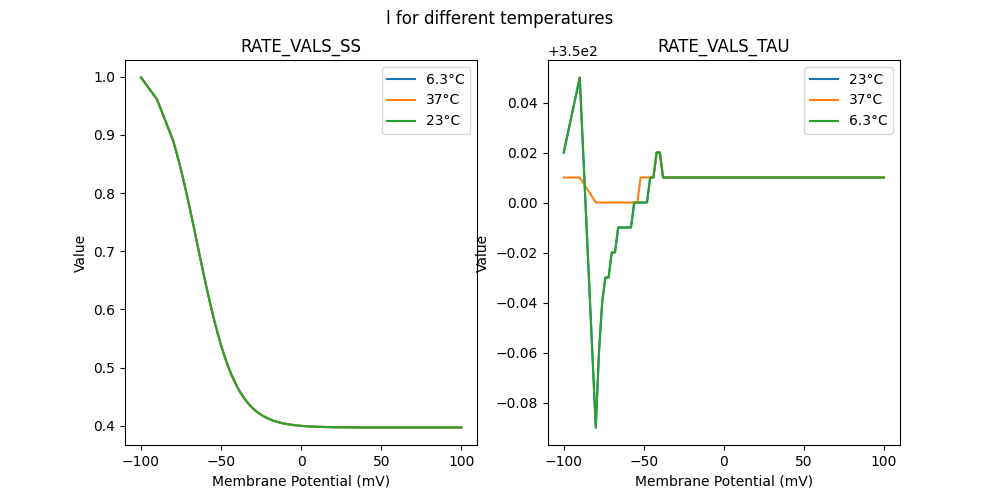 l for different temperatures
RATE_VALS_SS
1.0
0.9
0.8
0.7
0.6
0.5
0.4
Value
−100
−50
0
50
100
Membrane Potential (mV)
6.3°C
37°C
23°C
RATE_VALS_TAU
+3.5e2
0.04
0.02
0.00
−0.02
−0.04
−0.06
−0.08
Value
−100
−50
0
50
100
Membrane Potential (mV)
23°C
37°C
6.3°C